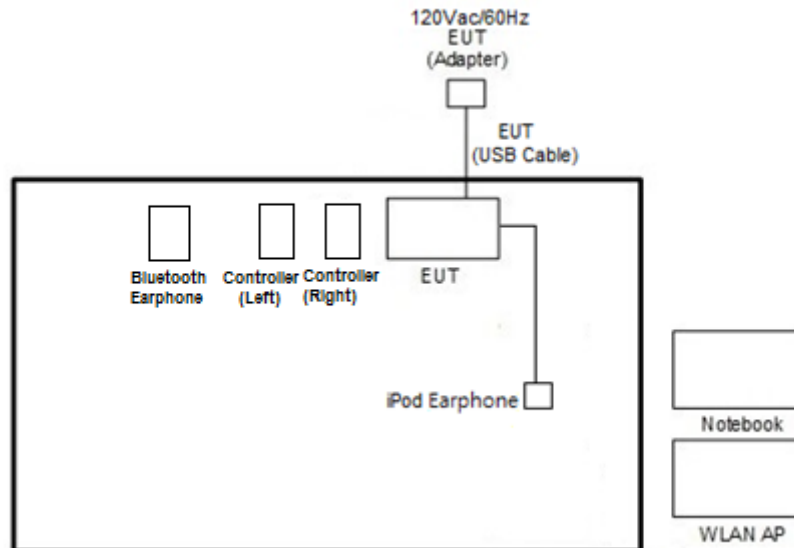 120Vac/60Hz
EUT
(Adapter)
EUT
(USB Cable)
Bluetooth
Earphone
Controller
(Left)
Controller
(Right)
EUT
iPod Earphone
Notebook
WLAN AP